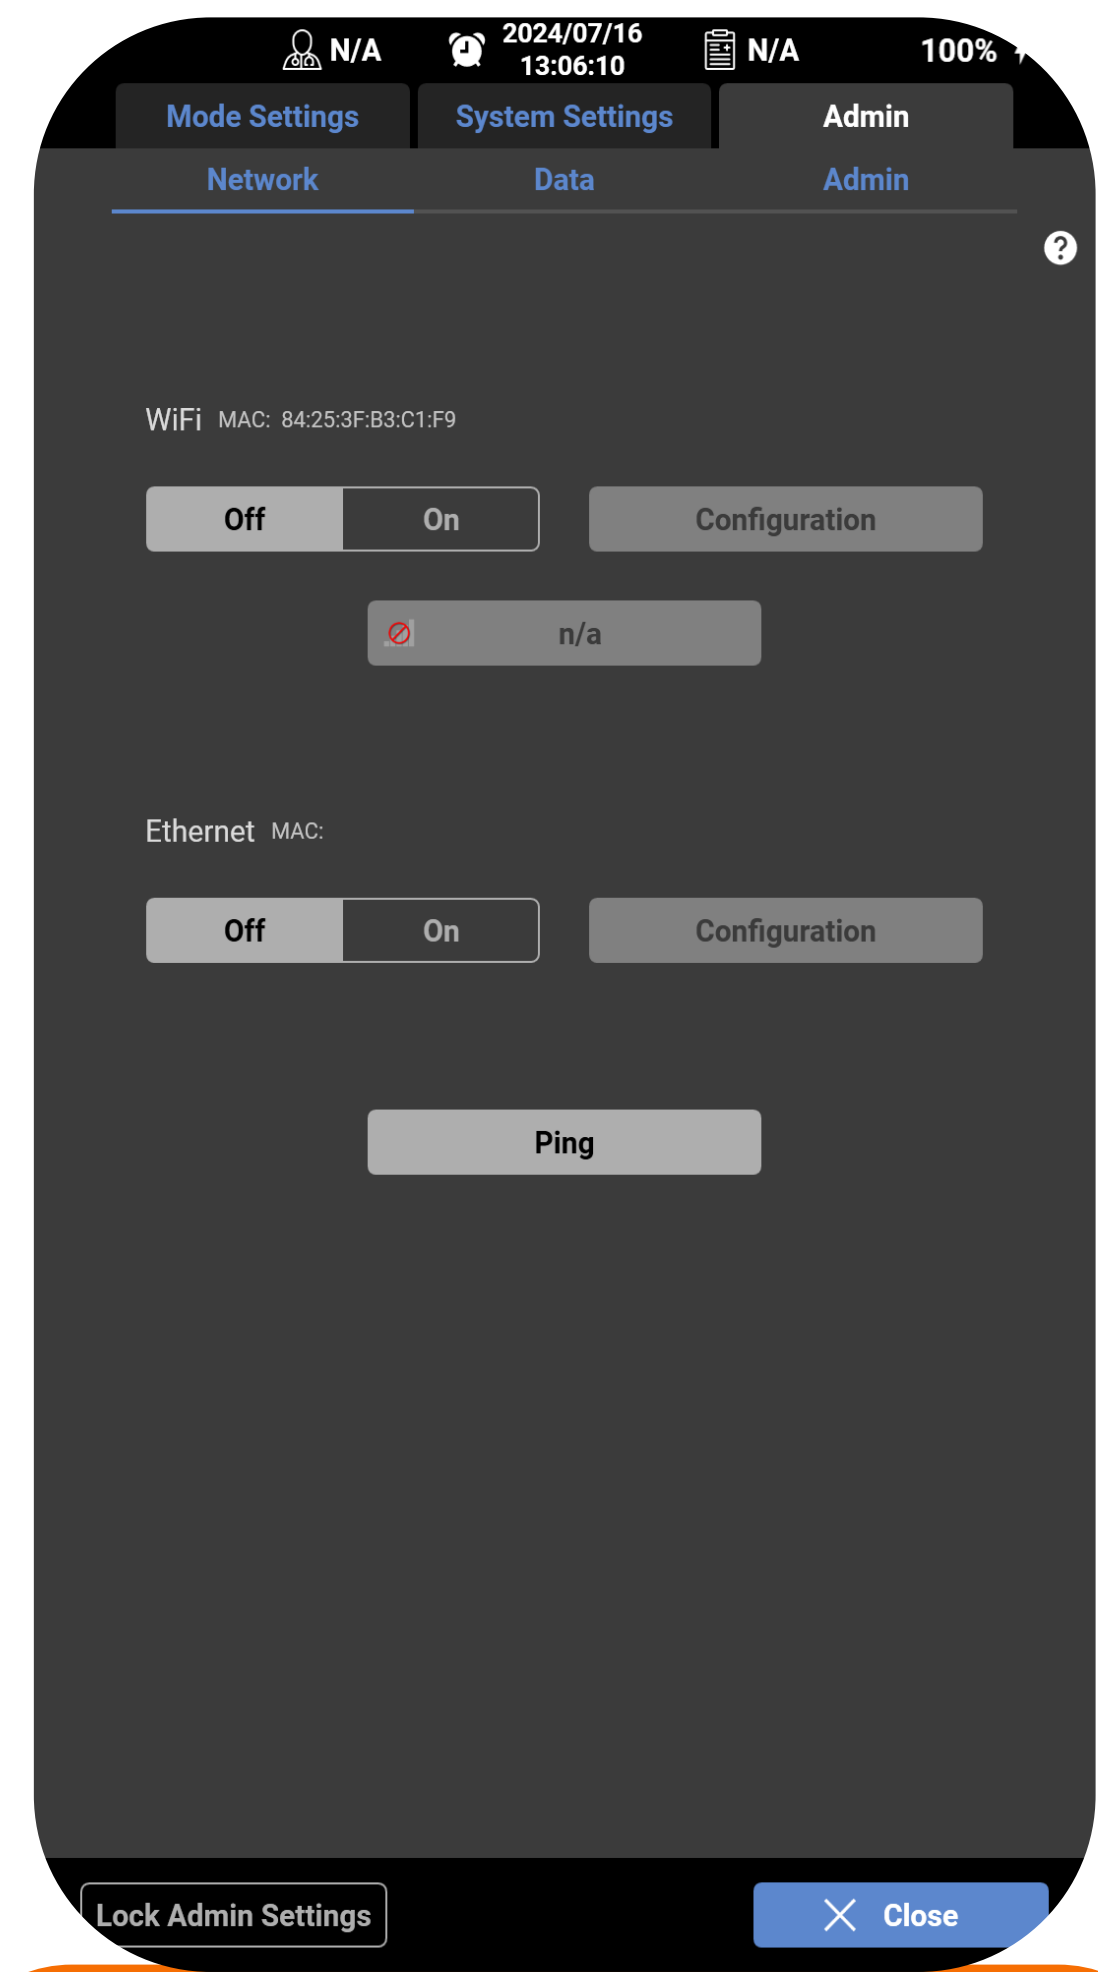 N/A
2024/07/16
13:06:10
N/A
100%
Mode Settings
System Settings
Admin
Network
Data
Admin
?
WiFi MAC: 84:25:3F:B3:C1:F9
Off
On
Configuration
n/a
Ethernet MAC:
Off
On
Configuration
Ping
Lock Admin Settings
Close